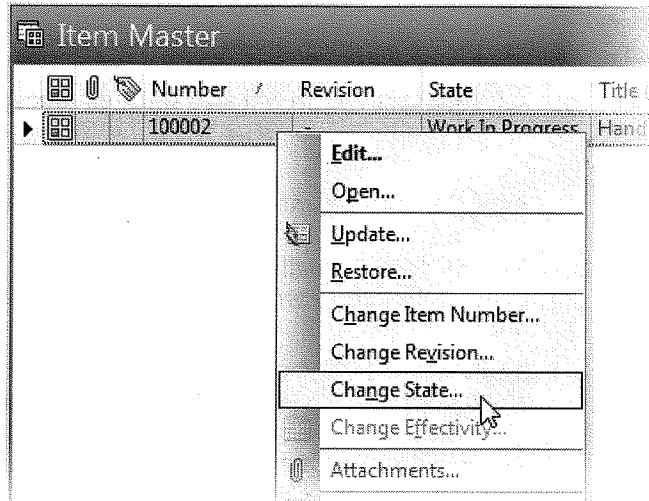 Item Master
Number Revision State Title
100002 - Work In Progress Hand
Edit...
Open...
Update...
Restore...
Change Item Number...
Change Revision...
Change State...
Change Effectivity...
Attachments...